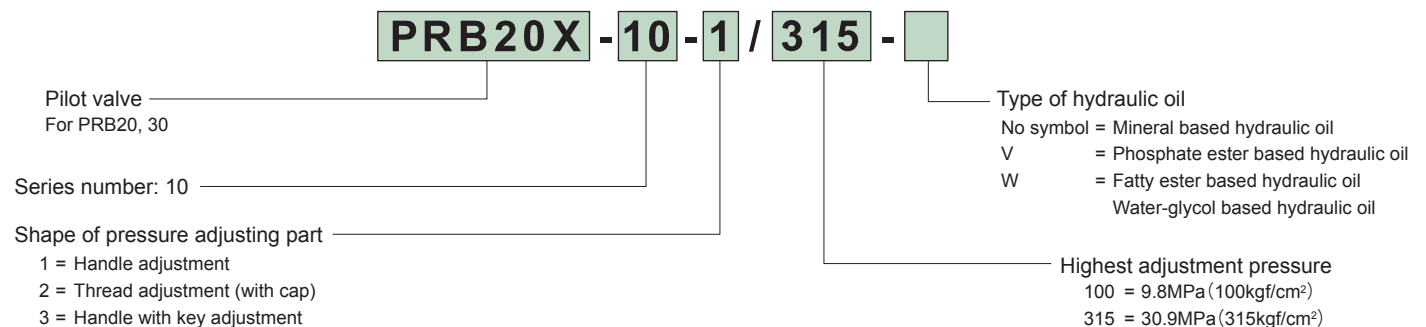 PRB20X - 10 - 1 / 315 -
Pilot valve
For PRB20, 30
Series number: 10
Shape of pressure adjusting part
1 = Handle adjustment
2 = Thread adjustment (with cap)
3 = Handle with key adjustment
Type of hydraulic oil
No symbol = Mineral based hydraulic oil
V = Phosphate ester based hydraulic oil
W = Fatty ester based hydraulic oil
Water-glycol based hydraulic oil
Highest adjustment pressure
100 = 9.8MPa(100kgf/cm²)
315 = 30.9MPa(315kgf/cm²)